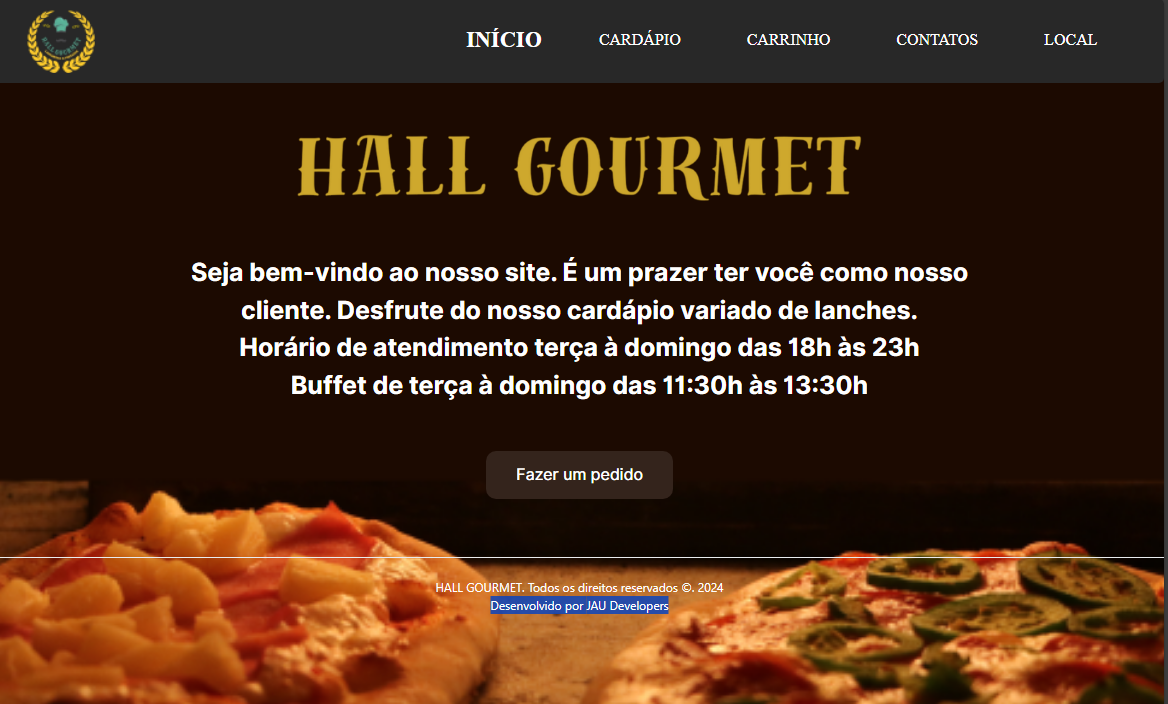 HALL GOURMET
INÍCIO
CARDÁPIO
CARRINHO
CONTATOS
LOCAL
HALL GOURMET
Seja bem-vindo ao nosso site. É um prazer ter você como nosso
cliente. Desfrute do nosso cardápio variado de lanches.
Horário de atendimento terça à domingo das 18h às 23h
Buffet de terça à domingo das 11:30h às 13:30h
Fazer um pedido
HALL GOURMET. Todos os direitos reservados ©. 2024
Desenvolvido por JAU Developers